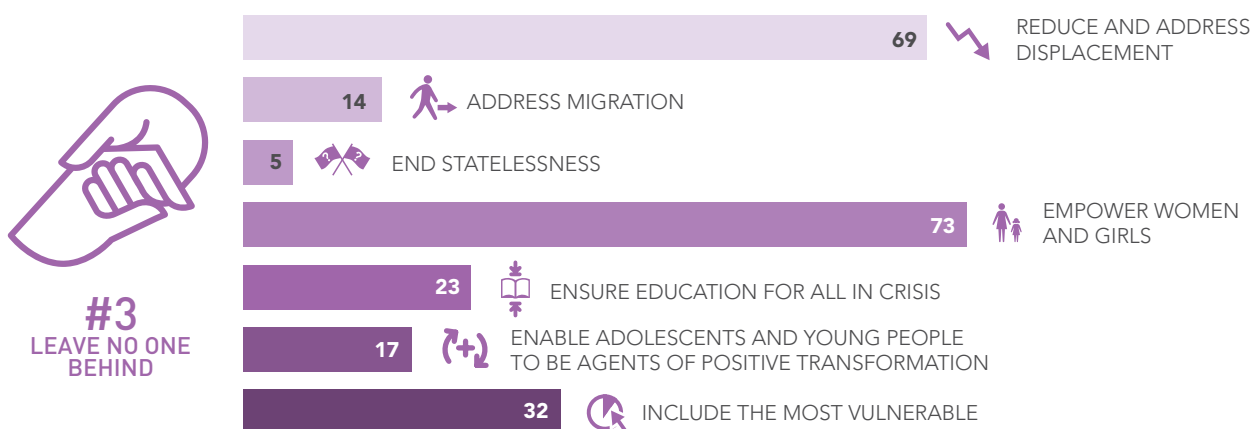 69
REDUCE AND ADDRESS
DISPLACEMENT
14
ADDRESS MIGRATION
5
? ?
END STATELESSNESS
73
EMPOWER WOMEN
AND GIRLS
23
ENSURE EDUCATION FOR ALL IN CRISIS
17
ENABLE ADOLESCENTS AND YOUNG PEOPLE
TO BE AGENTS OF POSITIVE TRANSFORMATION
32
INCLUDE THE MOST VULNERABLE
#3
LEAVE NO ONE
BEHIND